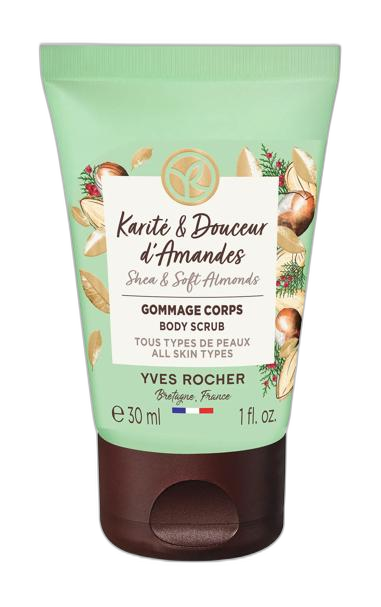 Karité & Douceur
d'Amandes
Shea & Soft Almonds
GOMMAGE CORPS
BODY SCRUB
TOUS TYPES DE PEAUX
ALL SKIN TYPES
YVES ROCHER
Bretagne, France
℮ 30 ml 1 fl. oz.